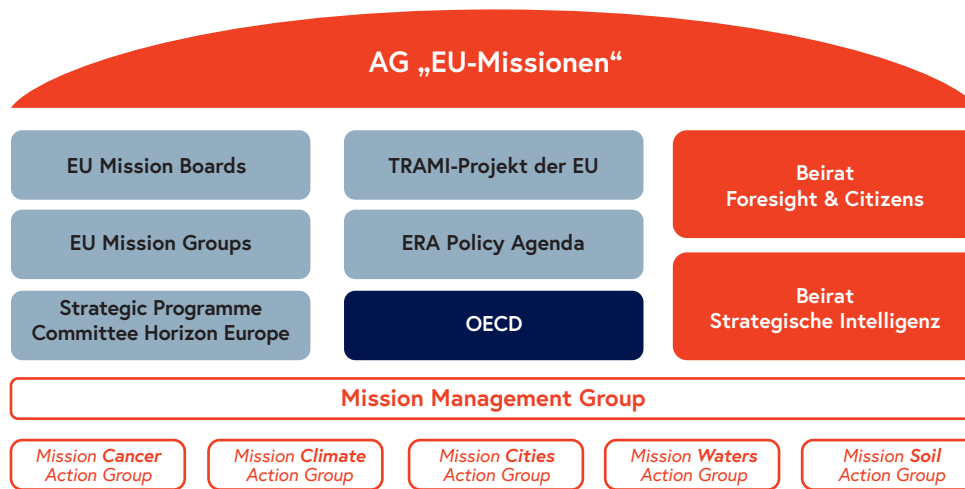 AG „EU-Missionen“
EU Mission Boards
TRAMI-Projekt der EU
Beirat
Foresight & Citizens
EU Mission Groups
ERA Policy Agenda
Strategic Programme
Committee Horizon Europe
OECD
Beirat
Strategische Intelligenz
Mission Management Group
Mission Cancer
Action Group
Mission Climate
Action Group
Mission Cities
Action Group
Mission Waters
Action Group
Mission Soil
Action Group